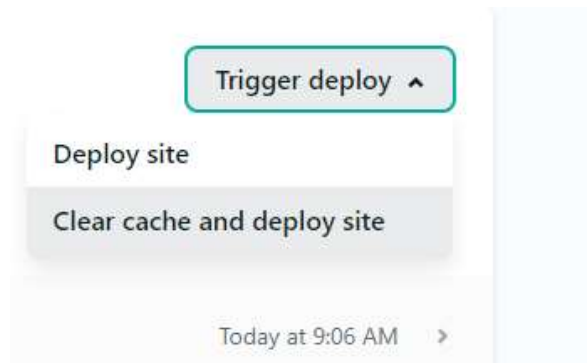 Trigger deploy
Deploy site
Clear cache and deploy site
Today at 9:06 AM